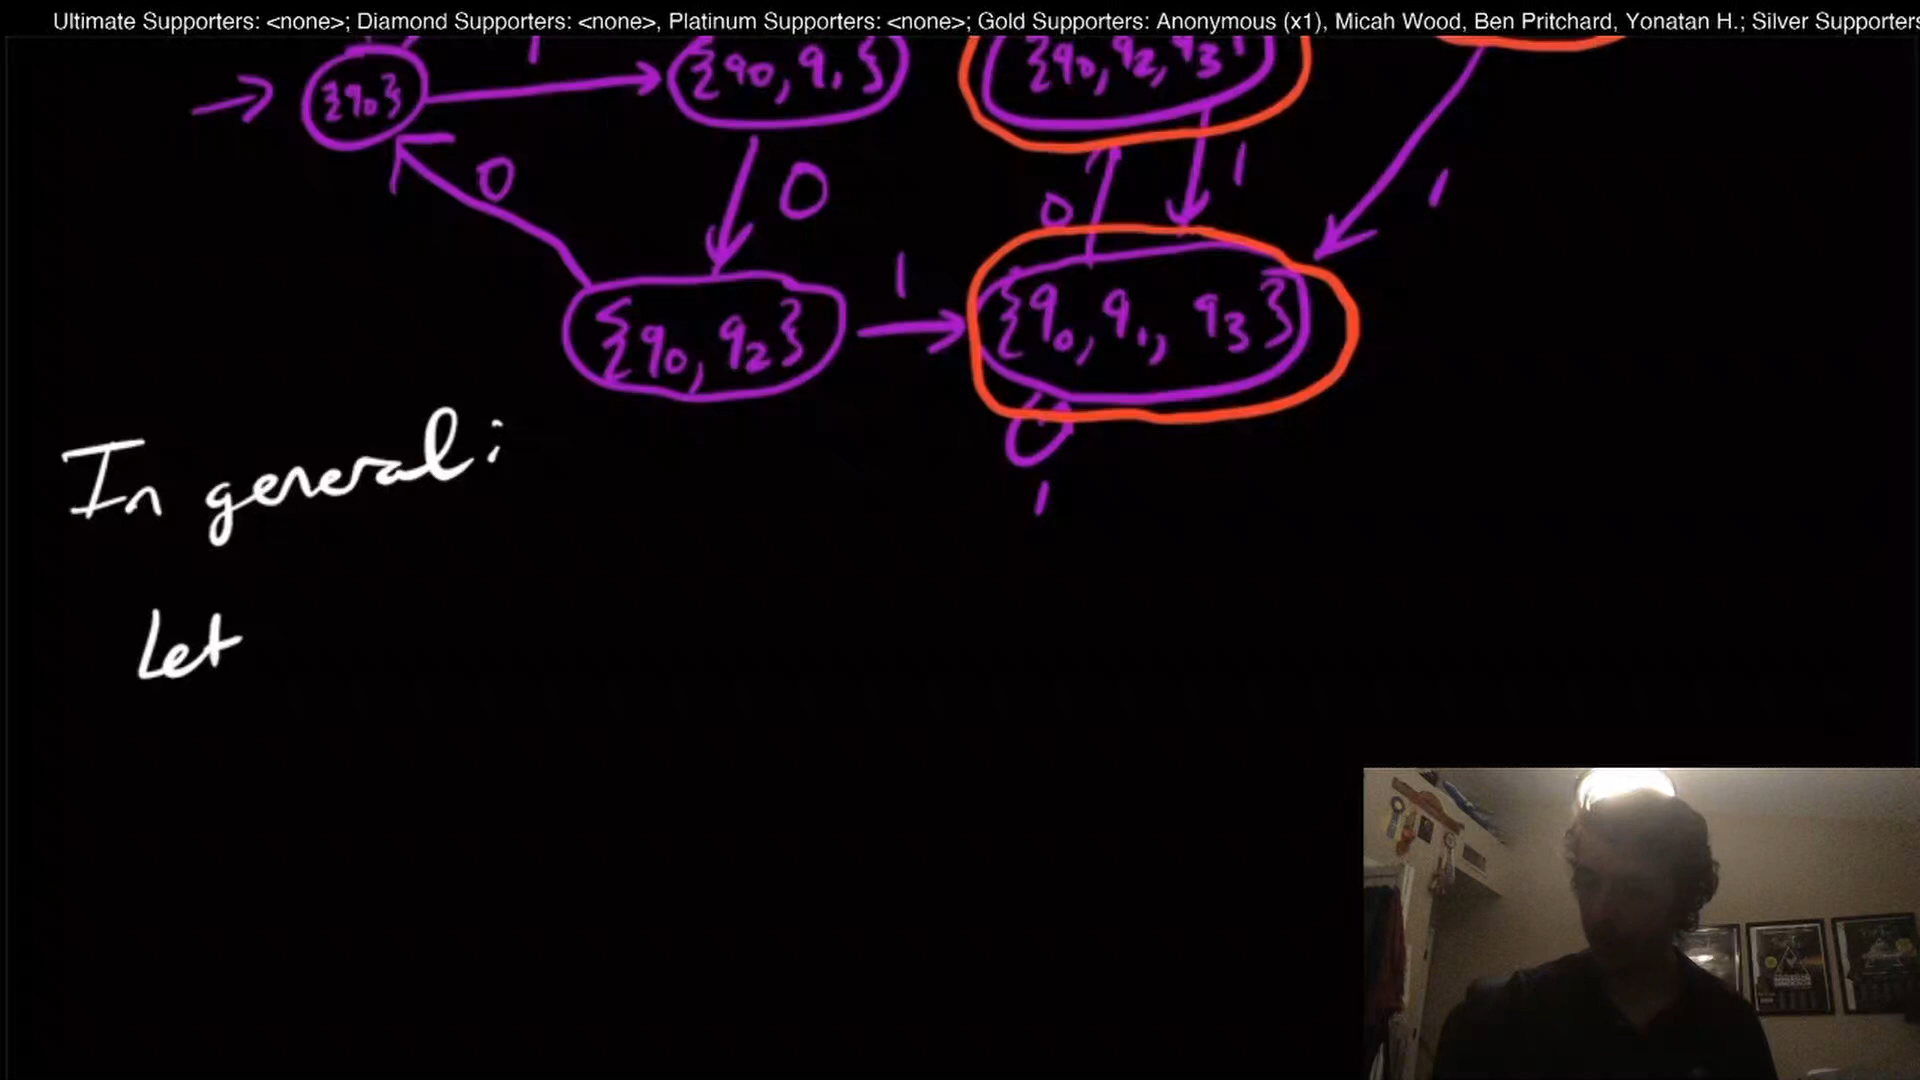 Ultimate Supporters: <none>; Diamond Supporters: <none>, Platinum Supporters: <none>; Gold Supporters: Anonymous (x1), Micah Wood, Ben Pritchard, Yonatan H.; Silver Supporters
1
{q0} {q0, q1} {q0, q2, q3}
0 0 0 1 1
1
{q0, q2} {q0, q1, q3}
In general:
1
Let